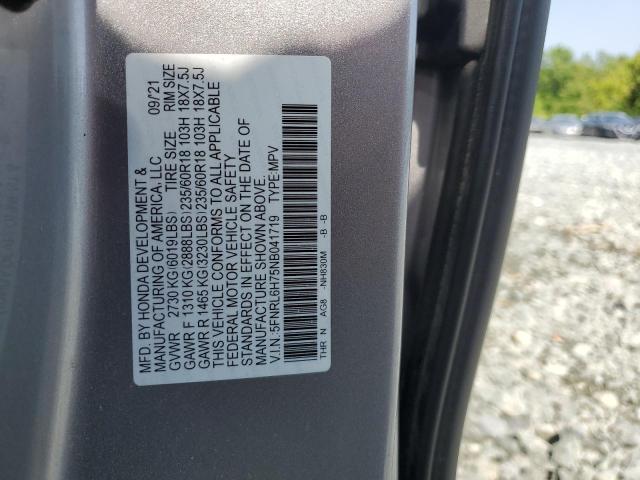 MFD. BY HONDA DEVELOPMENT & 09/21
MANUFACTURING OF AMERICA, LLC
GVWR 2730 KG(6019LBS) TIRE SIZE RIM SIZE
GAWR F 1310 KG(2888LBS) 235/60R18 103H 18X7.5J
GAWR R 1465 KG(3230LBS) 235/60R18 103H 18X7.5J
THIS VEHICLE CONFORMS TO ALL APPLICABLE
FEDERAL MOTOR VEHICLE SAFETY
STANDARDS IN EFFECT ON THE DATE OF
MANUFACTURE SHOWN ABOVE.
V.I.N.:5FNRL6H75NB041719 TYPE:MPV
THR N AG8 -NH830M -B -B